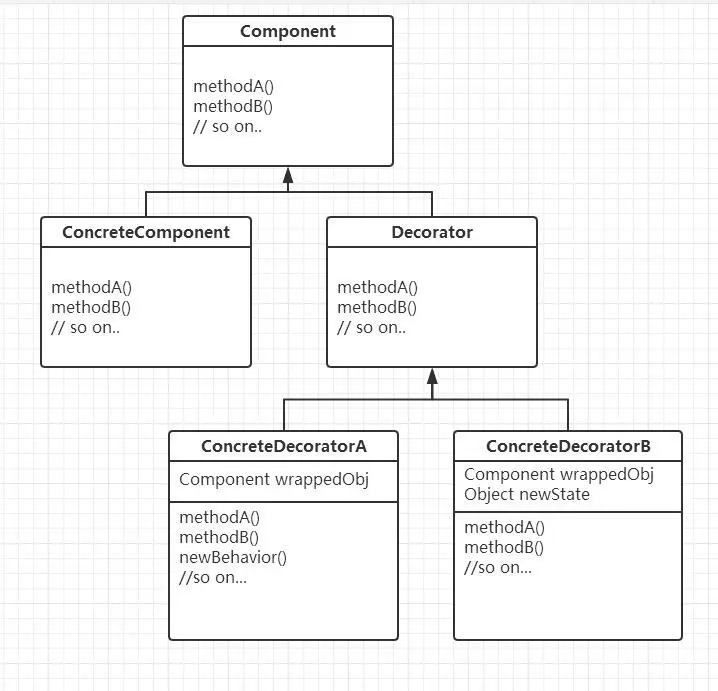 Component
methodA()
methodB()
// so on..
ConcreteComponent
methodA()
methodB()
// so on..
Decorator
methodA()
methodB()
// so on..
ConcreteDecoratorA
Component wrappedObj
methodA()
methodB()
newBehavior()
//so on...
ConcreteDecoratorB
Component wrappedObj
Object newState
methodA()
methodB()
//so on...